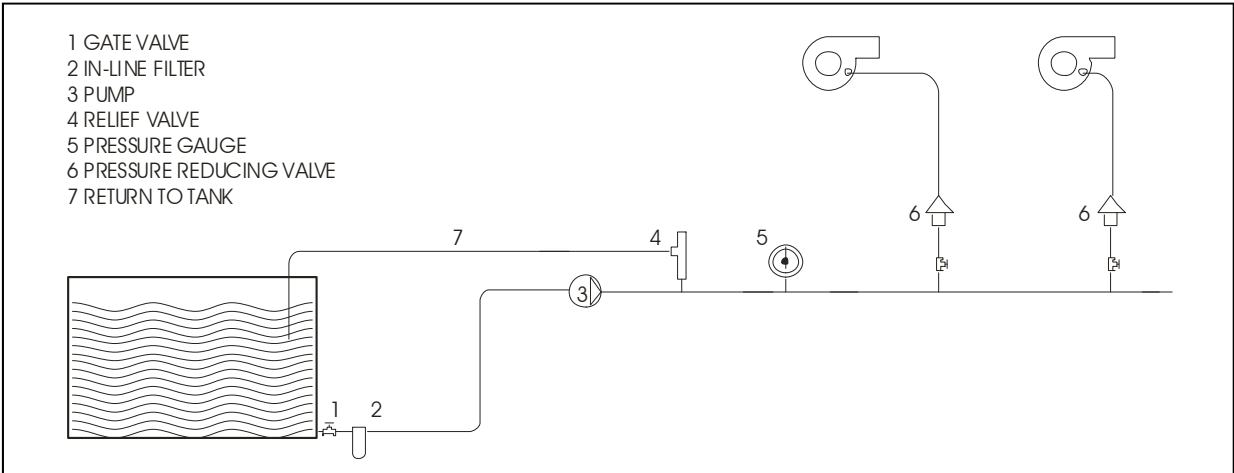 1 GATE VALVE
2 IN-LINE FILTER
3 PUMP
4 RELIEF VALVE
5 PRESSURE GAUGE
6 PRESSURE REDUCING VALVE
7 RETURN TO TANK
6
6
7
4
5
3
1
2